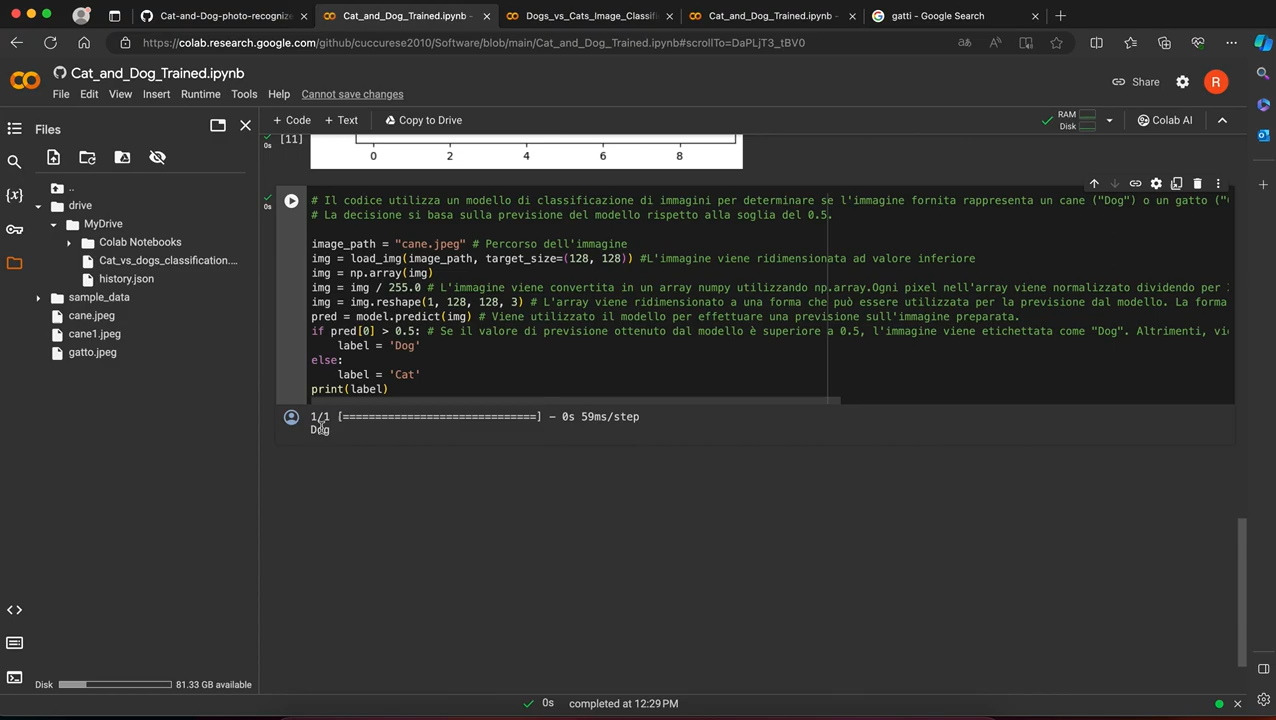 Cat-and-Dog-photo-recognize
Cat_and_Dog_Trained.ipynb -
Dogs_vs_Cats_Image_Classifi
Cat_and_Dog_Trained.ipynb -
gatti - Google Search
https://colab.research.google.com/github/cuccurese2010/Software/blob/main/Cat_and_Dog_Trained.ipynb#scrollTo=DaPLjT3_tBV0
Cat_and_Dog_Trained.ipynb
Share
R
File Edit View Insert Runtime Tools Help Cannot save changes
Files
+ Code + Text Copy to Drive
RAM
Disk
Colab AI
[11]
0s
0 2 4 6 8
..
drive
MyDrive
Colab Notebooks
Cat_vs_dogs_classification....
history.json
sample_data
cane.jpeg
cane1.jpeg
gatto.jpeg
0s
# Il codice utilizza un modello di classificazione di immagini per determinare se l'immagine fornita rappresenta un cane ("Dog") o un gatto ("
# La decisione si basa sulla previsione del modello rispetto alla soglia del 0.5.
image_path = "cane.jpeg" # Percorso dell'immagine
img = load_img(image_path, target_size=(128, 128)) #L'immagine viene ridimensionata ad valore inferiore
img = np.array(img)
img = img / 255.0 # L'immagine viene convertita in un array numpy utilizzando np.array.Ogni pixel nell'array viene normalizzato dividendo per
img = img.reshape(1, 128, 128, 3) # L'array viene ridimensionato a una forma che può essere utilizzata per la previsione dal modello. La forma
pred = model.predict(img) # Viene utilizzato il modello per effettuare una previsione sull'immagine preparata.
if pred[0] > 0.5: # Se il valore di previsione ottenuto dal modello è superiore a 0.5, l'immagine viene etichettata come "Dog". Altrimenti, vi
label = 'Dog'
else:
label = 'Cat'
print(label)
1/1 [==============================] - 0s 59ms/step
Dog
Disk
81.33 GB available
0s completed at 12:29 PM